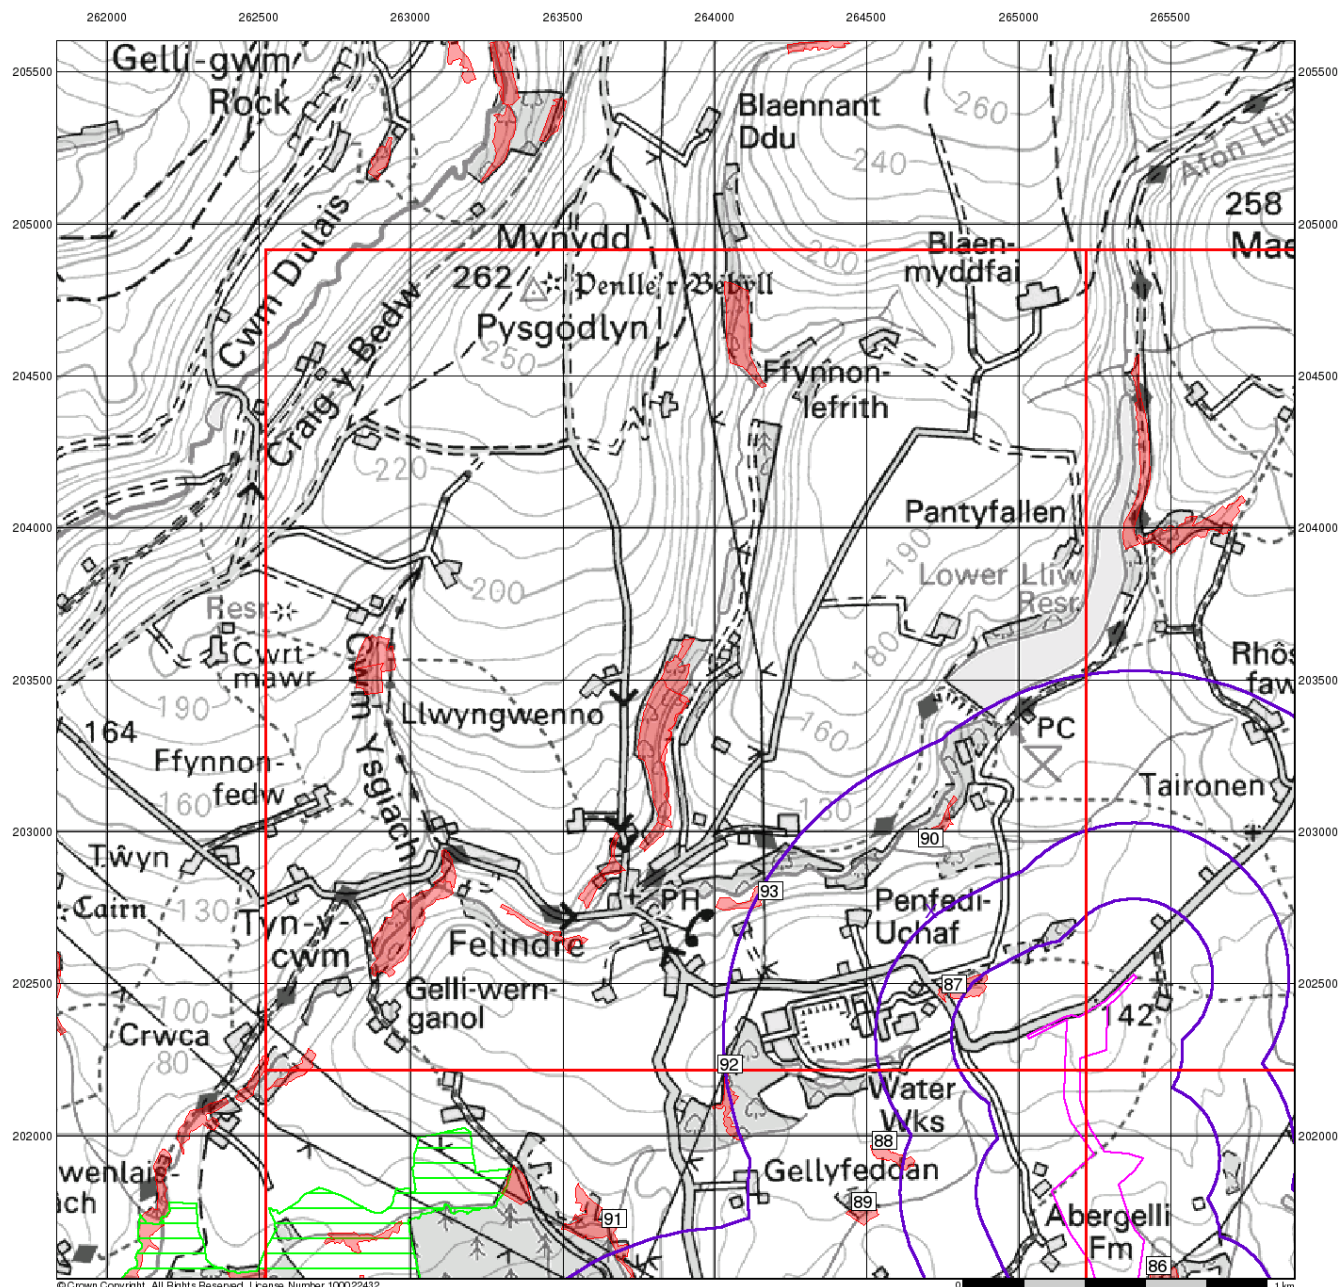 262000 262500 263000 263500 264000 264500 265000 265500
205500
205500
Gelli-gwm
Rock
Blaennant
Ddu
260
240
Afon
258
205000
205000
Cwm Dulais
Mynydd
262
Penlle'r Bebyll
Pysgodlyn
250
200
Blaen-
myddfai
Craig y Bedw
204500
204500
Ffynnon-
lefrith
220
Pantyfallen
204000
204000
190
200
Lower Lliw
Resr
Resr
Cwrt-
mawr
Cwm Ysgiach
180
Rhôs
faw
203500
203500
190
164
Llwyngwenno
160
PC
Ffynnon-
fedw
160
Taironen
130
203000
203000
90
T.ŵyn
Cairn
130
PH
93
Penfedi-
Uchaf
Tyn-y-
cwm
Felindre
202500
202500
87
100
Gelli-wern-
ganol
142
Crwca
80
92
Water
Wks
202000
202000
88
wenlais-
ach
Gellyfeddan
89
91
Abergelli
Fm
86
© Crown Copyright. All Rights Reserved. License Number 100022432
0 1 km